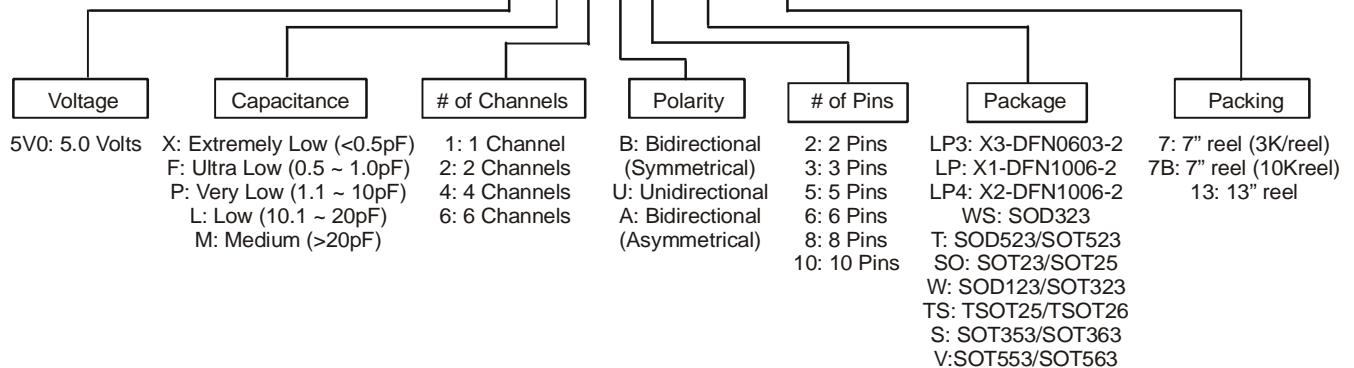 Voltage
5V0: 5.0 Volts
Capacitance
X: Extremely Low (<0.5pF)
F: Ultra Low (0.5 ~ 1.0pF)
P: Very Low (1.1 ~ 10pF)
L: Low (10.1 ~ 20pF)
M: Medium (>20pF)
# of Channels
1: 1 Channel
2: 2 Channels
4: 4 Channels
6: 6 Channels
Polarity
B: Bidirectional
(Symmetrical)
U: Unidirectional
A: Bidirectional
(Asymmetrical)
# of Pins
2: 2 Pins
3: 3 Pins
5: 5 Pins
6: 6 Pins
8: 8 Pins
10: 10 Pins
Package
LP3: X3-DFN0603-2
LP: X1-DFN1006-2
LP4: X2-DFN1006-2
WS: SOD323
T: SOD523/SOT523
SO: SOT23/SOT25
W: SOD123/SOT323
TS: TSOT25/TSOT26
S: SOT353/SOT363
V:SOT553/SOT563
Packing
7: 7” reel (3K/reel)
7B: 7” reel (10Kreel)
13: 13” reel